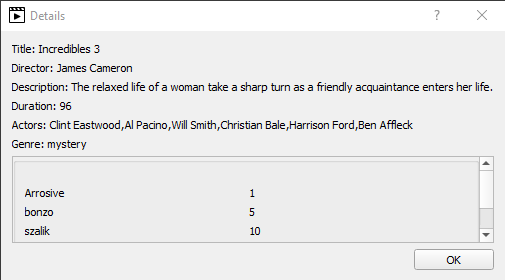 Details
Title: Incredibles 3
Director: James Cameron
Description: The relaxed life of a woman take a sharp turn as a friendly acquaintance enters her life.
Duration: 96
Actors: Clint Eastwood,Al Pacino,Will Smith,Christian Bale,Harrison Ford,Ben Affleck
Genre: mystery
Arrosive 1
bonzo 5
szalik 10
OK